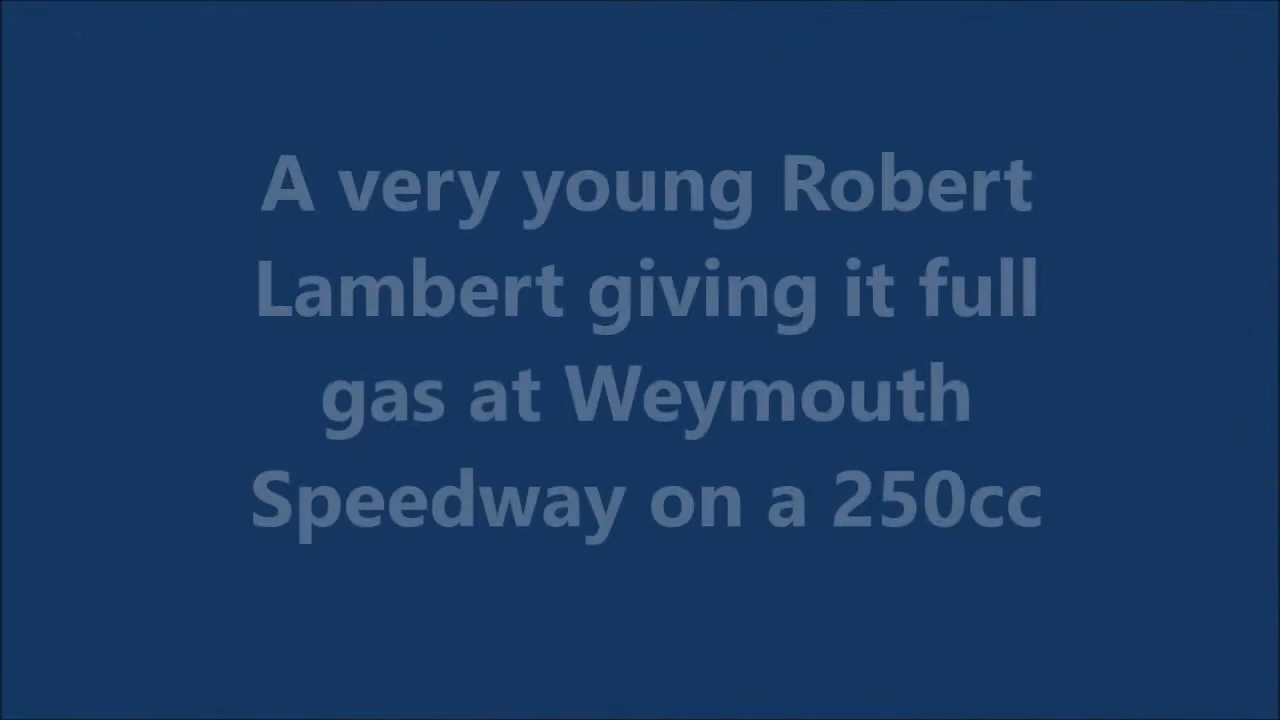 A very young Robert
Lambert giving it full
gas at Weymouth
Speedway on a 250cc